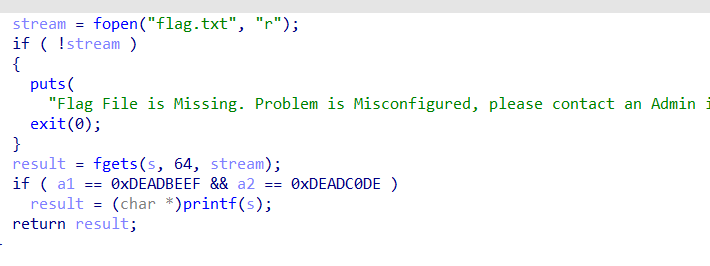 stream = fopen("flag.txt", "r");
if ( !stream )
{
puts(
"Flag File is Missing. Problem is Misconfigured, please contact an Admin i
exit(0);
}
result = fgets(s, 64, stream);
if ( a1 == 0xDEADBEEF && a2 == 0xDEADC0DE )
result = (char *)printf(s);
return result;